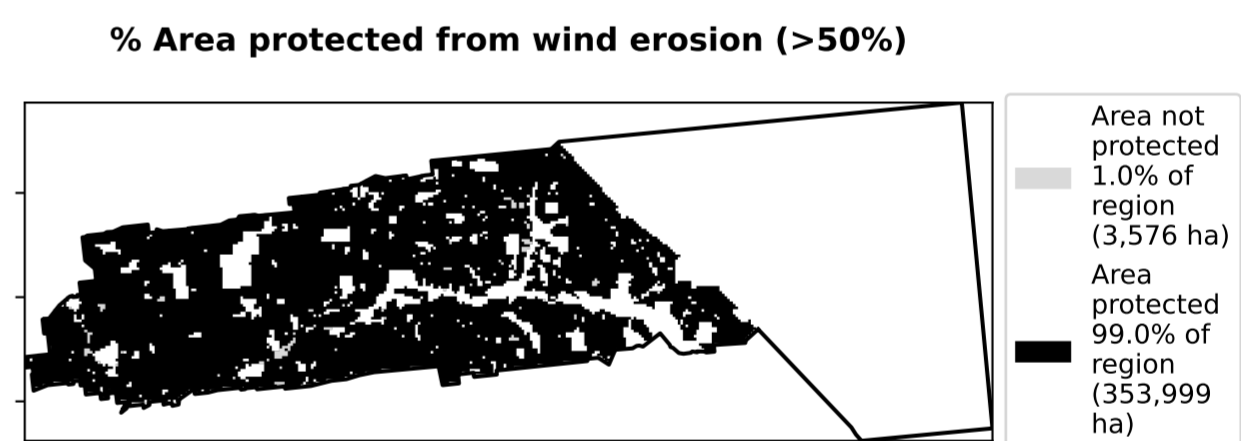 % Area protected from wind erosion (>50%)
Area not
protected
1.0% of
region
(3,576 ha)
Area
protected
99.0% of
region
(353,999
ha)